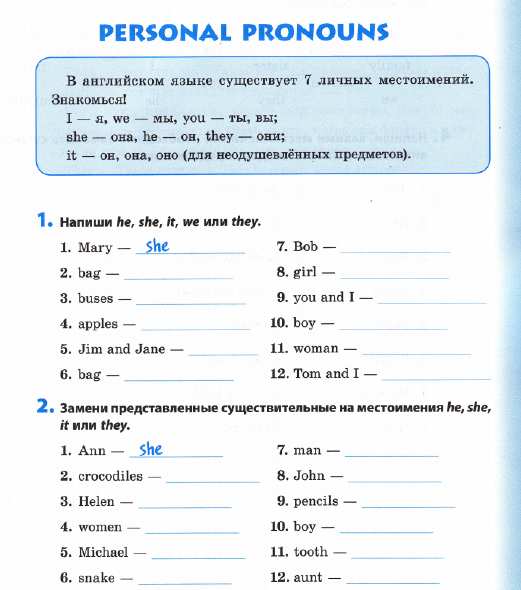 PERSONAL PRONOUNS
В английском языке существует 7 личных местоимений.
Знакомься!
I — я, we — мы, you — ты, вы;
she — она, he — он, they — они;
it — он, она, оно (для неодушевлённых предметов).
1. Напиши he, she, it, we или they.
1. Mary — she
2. bag —
3. buses —
4. apples —
5. Jim and Jane —
6. bag —
7. Bob —
8. girl —
9. you and I —
10. boy —
11. woman —
12. Tom and I —
2. Замени представленные существительные на местоимения he, she,
it или they.
1. Ann — she
2. crocodiles —
3. Helen —
4. women —
5. Michael —
6. snake —
7. man —
8. John —
9. pencils —
10. boy —
11. tooth —
12. aunt —